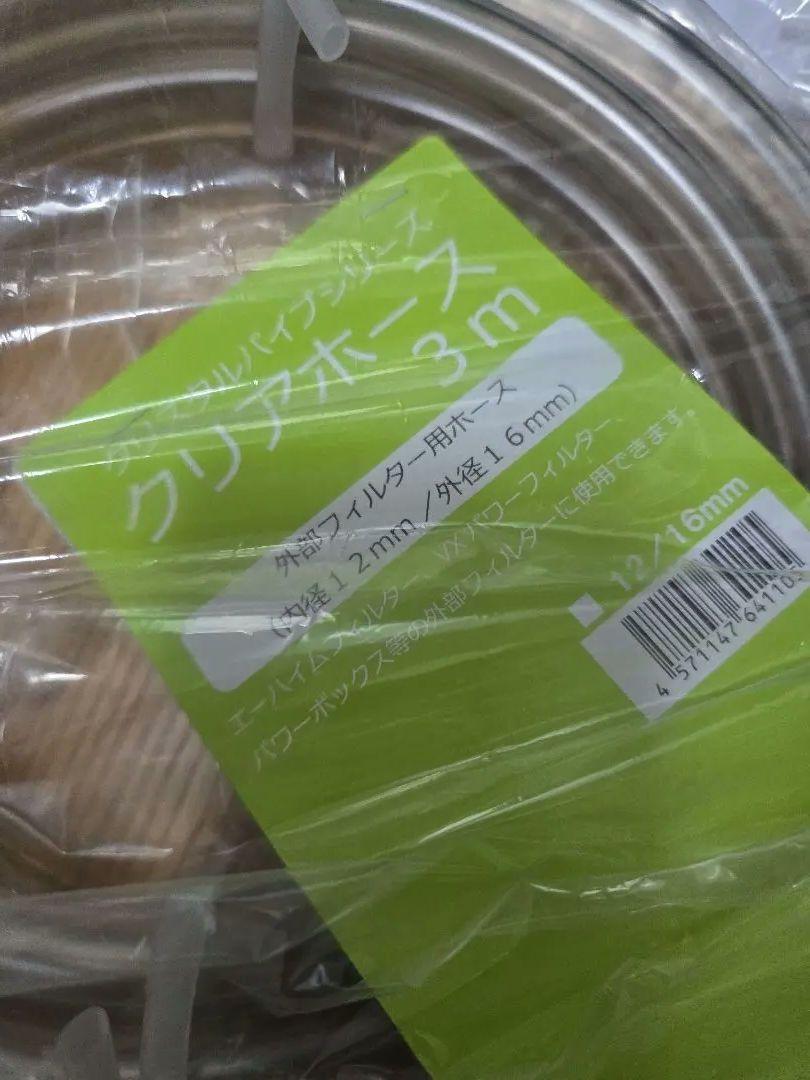 クリスタルパイプシリーズ
クリアホース
3m
外部フィルター用ホース
(内径12mm/外径16mm)
エーハイムフィルター、VXパワーフィルター、
パワーボックス等の外部フィルターに使用できます。
12/16mm
4 571147 64110